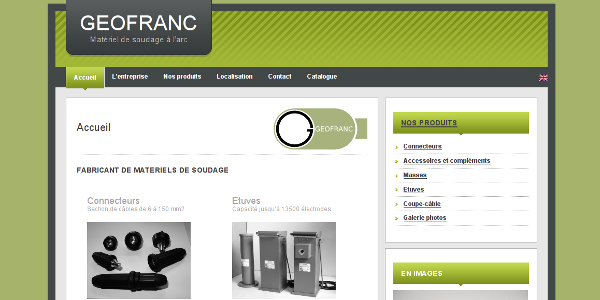 GEOFRANC
Matériel de soudage à l'arc
Accueil L'entreprise Nos produits Localisation Contact Catalogue
Accueil
GEOFRANC
FABRICANT DE MATERIELS DE SOUDAGE
Connecteurs
Section de câbles de 6 à 150 mm²
Etuves
Capacité jusqu'à 13500 électrodes
NOS PRODUITS
Connecteurs
Accessoires et compléments
Masses
Etuves
Coupe-câble
Galerie photos
EN IMAGES